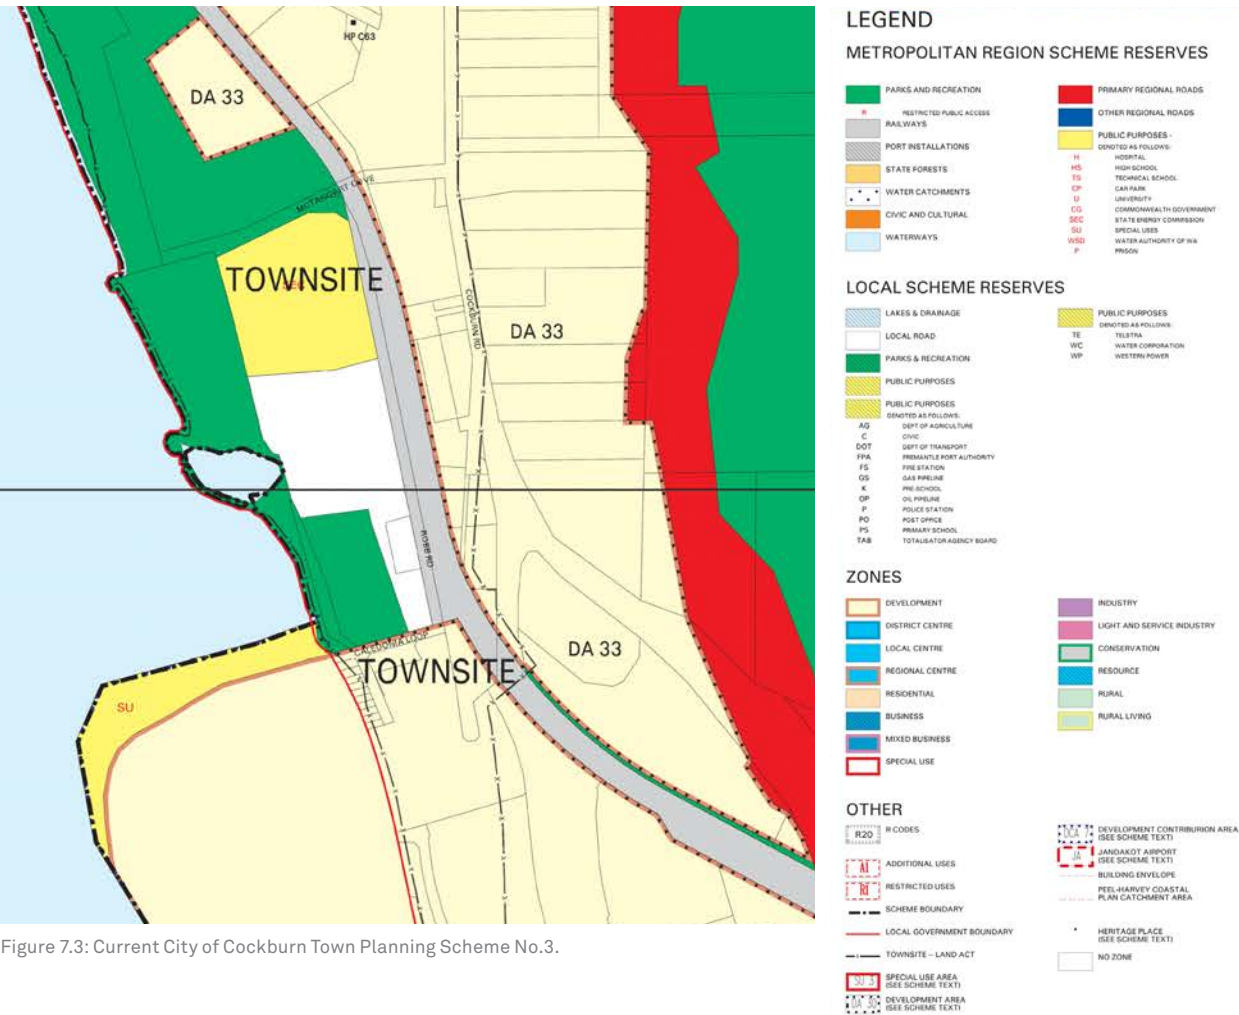 HP C63
DA 33
MCTAGGERT COVE
TOWNSITE
COCKBURN RD
DA 33
ROBB RD
CALEDONIA LOOP
TOWNSITE
DA 33
SU
Figure 7.3: Current City of Cockburn Town Planning Scheme No.3.
LEGEND
METROPOLITAN REGION SCHEME RESERVES
PARKS AND RECREATION
R RESTRICTED PUBLIC ACCESS
RAILWAYS
PORT INSTALLATIONS
STATE FORESTS
WATER CATCHMENTS
CIVIC AND CULTURAL
WATERWAYS
PRIMARY REGIONAL ROADS
OTHER REGIONAL ROADS
PUBLIC PURPOSES -
DENOTED AS FOLLOWS:
H HOSPITAL
HS HIGH SCHOOL
TS TECHNICAL SCHOOL
CP CAR PARK
U UNIVERSITY
CG COMMONWEALTH GOVERNMENT
SEC STATE ENERGY COMMISSION
SU SPECIAL USES
WSD WATER AUTHORITY OF WA
P PRISON
LOCAL SCHEME RESERVES
LAKES & DRAINAGE
LOCAL ROAD
PARKS & RECREATION
PUBLIC PURPOSES
PUBLIC PURPOSES
DENOTED AS FOLLOWS:
AG DEPT OF AGRICULTURE
C CIVIC
DOT DEPT OF TRANSPORT
FPA FREMANTLE PORT AUTHORITY
FS FIRE STATION
GS GAS PIPELINE
K PRE-SCHOOL
OP OIL PIPELINE
P POLICE STATION
PO POST OFFICE
PS PRIMARY SCHOOL
TAB TOTALISATOR AGENCY BOARD
PUBLIC PURPOSES
DENOTED AS FOLLOWS:
TE TELSTRA
WC WATER CORPORATION
WP WESTERN POWER
ZONES
DEVELOPMENT
DISTRICT CENTRE
LOCAL CENTRE
REGIONAL CENTRE
RESIDENTIAL
BUSINESS
MIXED BUSINESS
SPECIAL USE
INDUSTRY
LIGHT AND SERVICE INDUSTRY
CONSERVATION
RESOURCE
RURAL
RURAL LIVING
OTHER
R20 R CODES
A1 ADDITIONAL USES
R1 RESTRICTED USES
SCHEME BOUNDARY
LOCAL GOVERNMENT BOUNDARY
TOWNSITE – LAND ACT
SU 3 SPECIAL USE AREA
(SEE SCHEME TEXT)
DEVELOPMENT AREA
(SEE SCHEME TEXT)
DCA 7 DEVELOPMENT CONTRIBURION AREA
(SEE SCHEME TEXT)
JA JANDAKOT AIRPORT
(SEE SCHEME TEXT)
BUILDING ENVELOPE
PEEL-HARVEY COASTAL
PLAN CATCHMENT AREA
HERITAGE PLACE
(SEE SCHEME TEXT)
NO ZONE